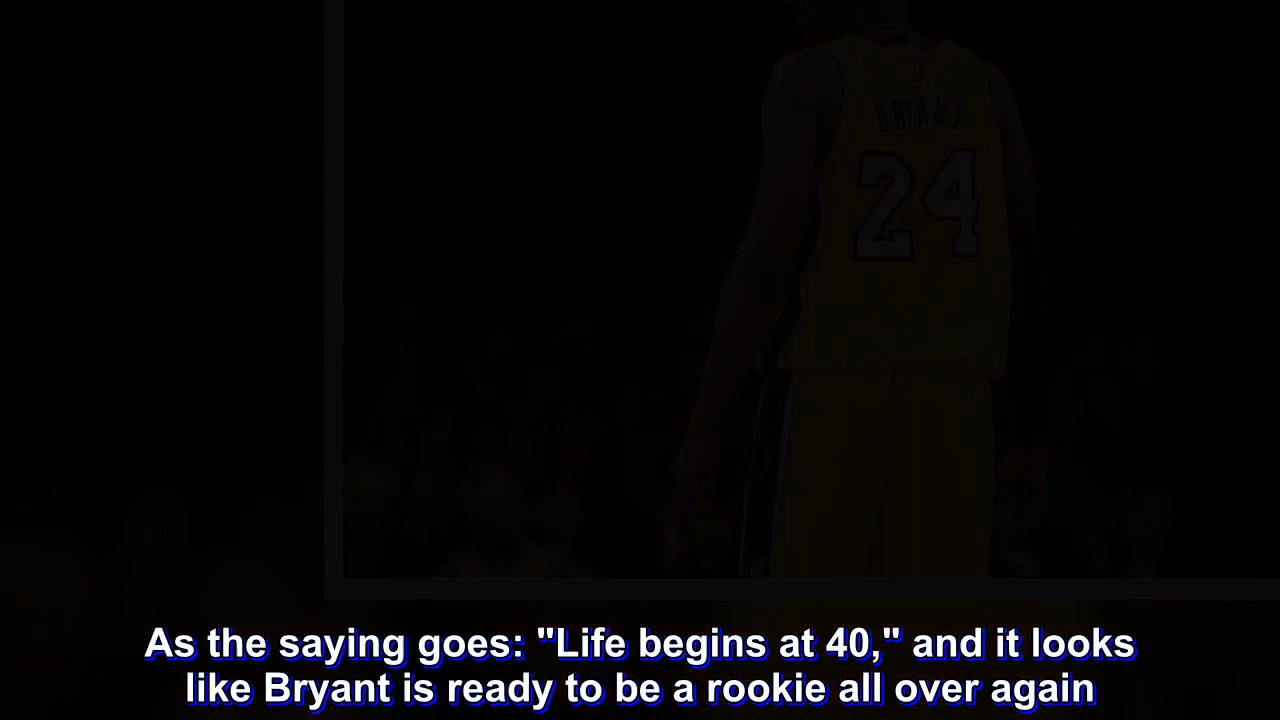 BRYANT
24
As the saying goes: "Life begins at 40," and it looks
like Bryant is ready to be a rookie all over again